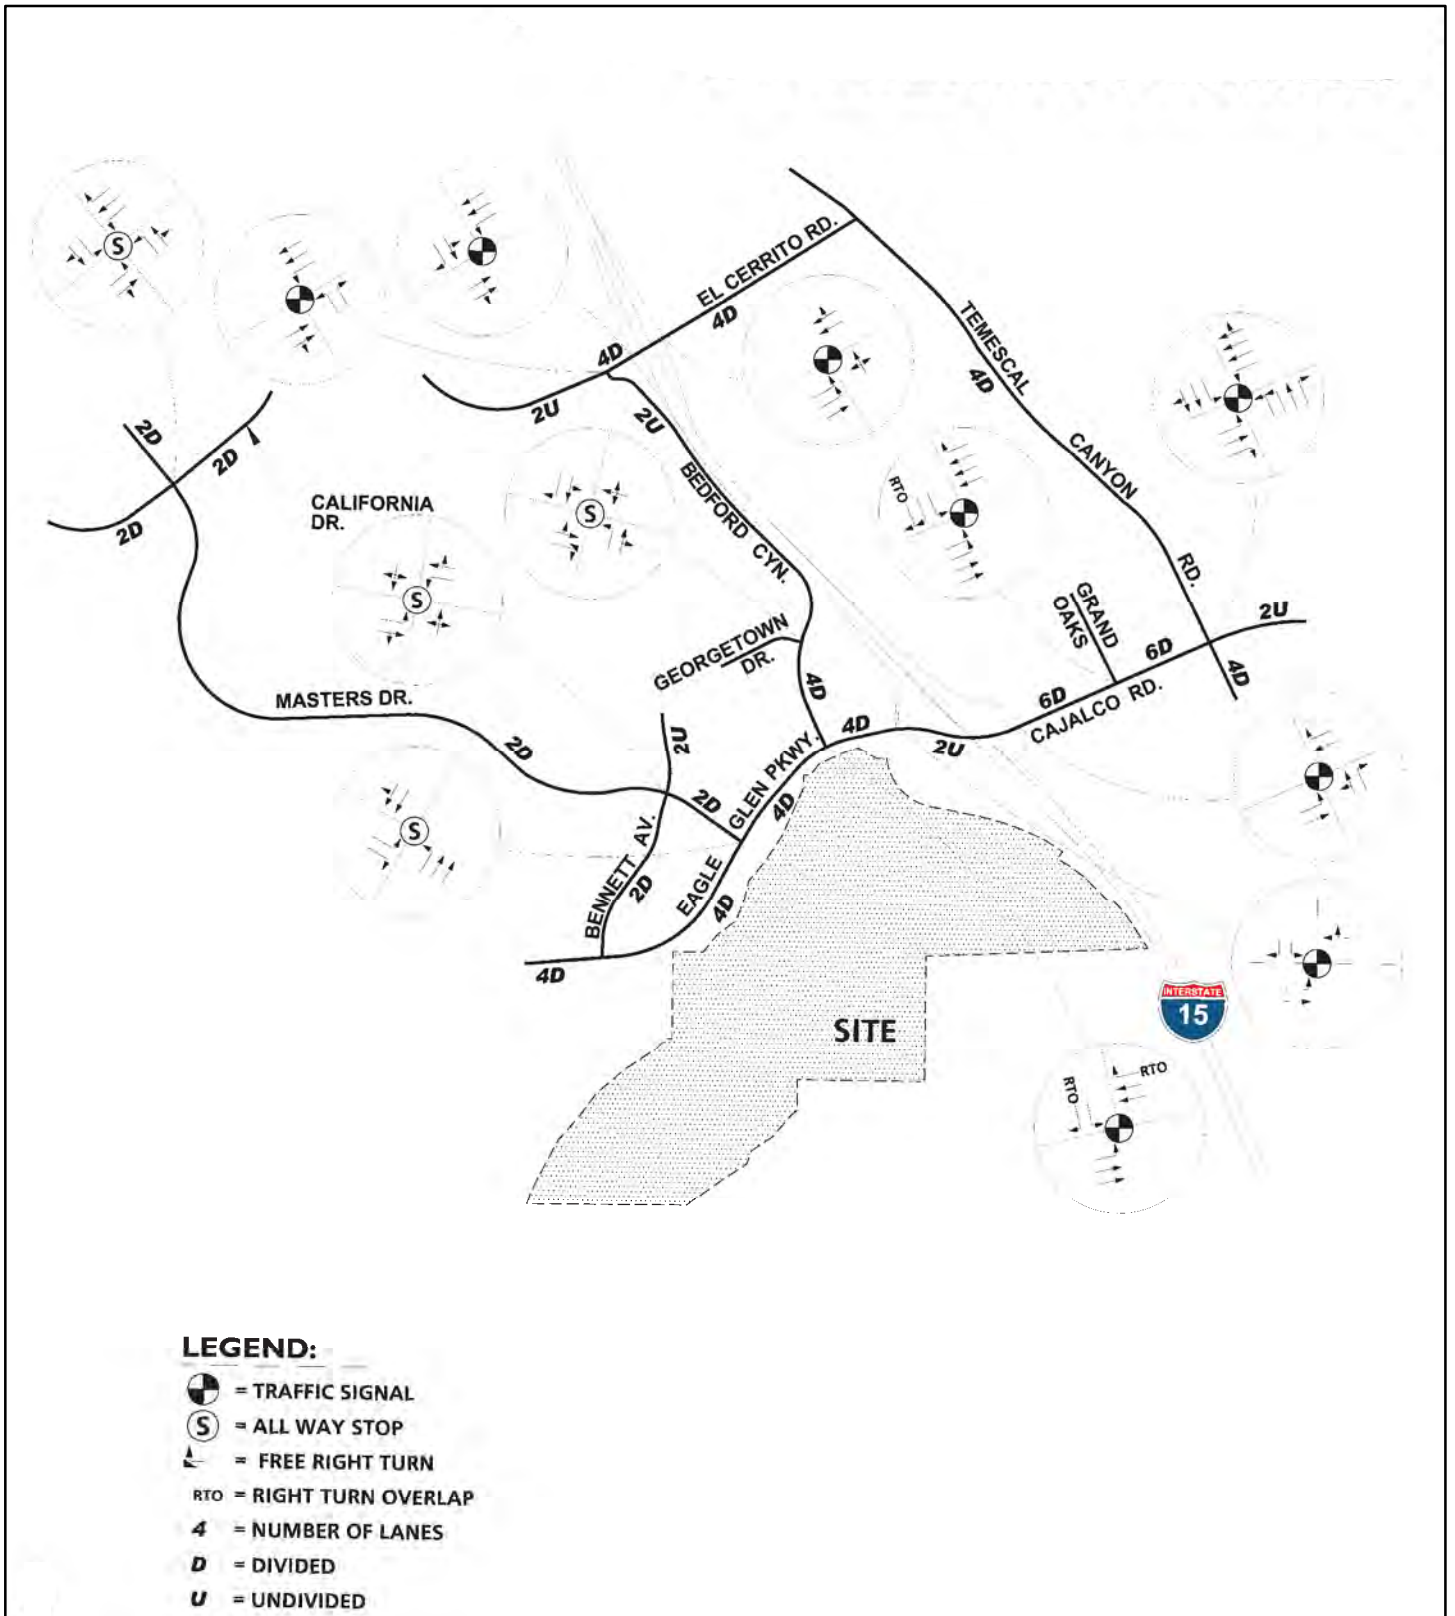 S
EL CERRITO RD.
4D
TEMESCAL
4D
4D
2U
2U
2D
2D
2D
CALIFORNIA
DR.
S
S
BEDFORD CYN.
RTO
CANYON
RD.
GRAND
OAKS
2U
6D
4D
6D
CAJALCO RD.
GEORGETOWN
DR.
4D
MASTERS DR.
2D
2U
4D
2U
2D
GLEN PKWY.
4D
S
BENNETT AV.
2D
EAGLE
4D
4D
SITE
INTERSTATE
15
RTO
RTO
LEGEND:
= TRAFFIC SIGNAL
S = ALL WAY STOP
= FREE RIGHT TURN
RTO = RIGHT TURN OVERLAP
4 = NUMBER OF LANES
D = DIVIDED
U = UNDIVIDED